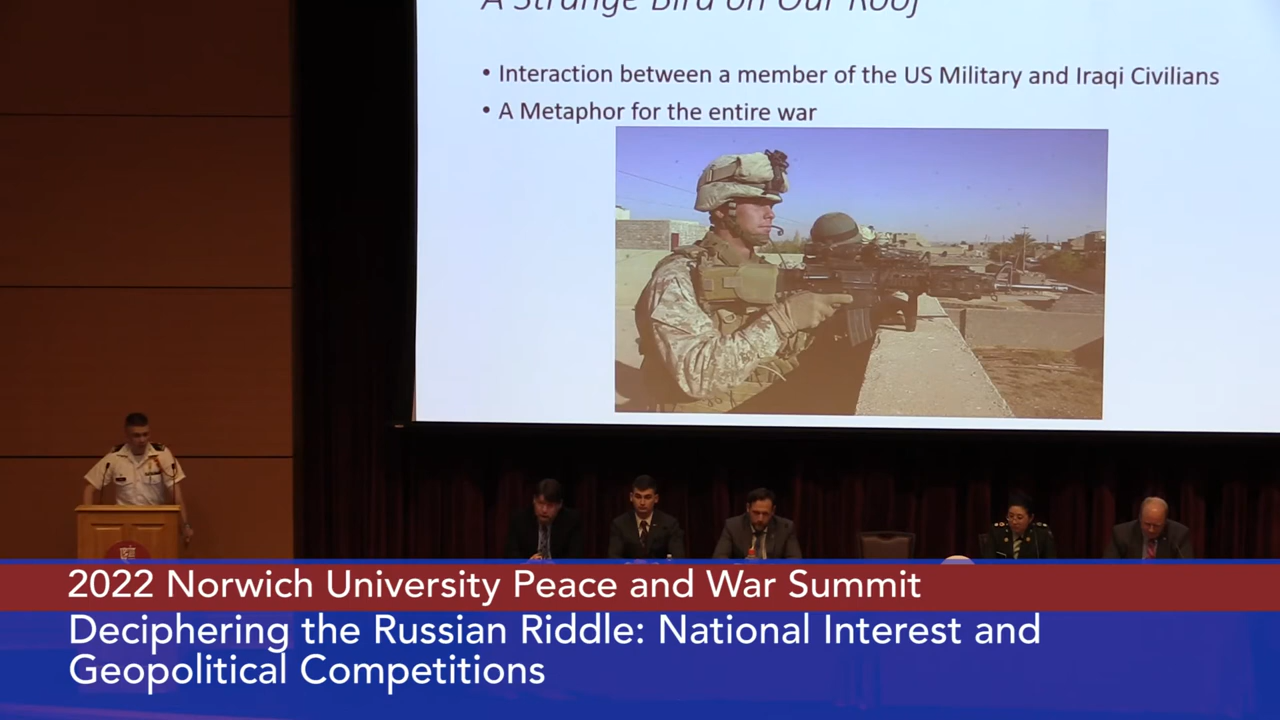 A Strange Bird on Our Roof
• Interaction between a member of the US Military and Iraqi Civilians
• A Metaphor for the entire war
2022 Norwich University Peace and War Summit
Deciphering the Russian Riddle: National Interest and
Geopolitical Competitions